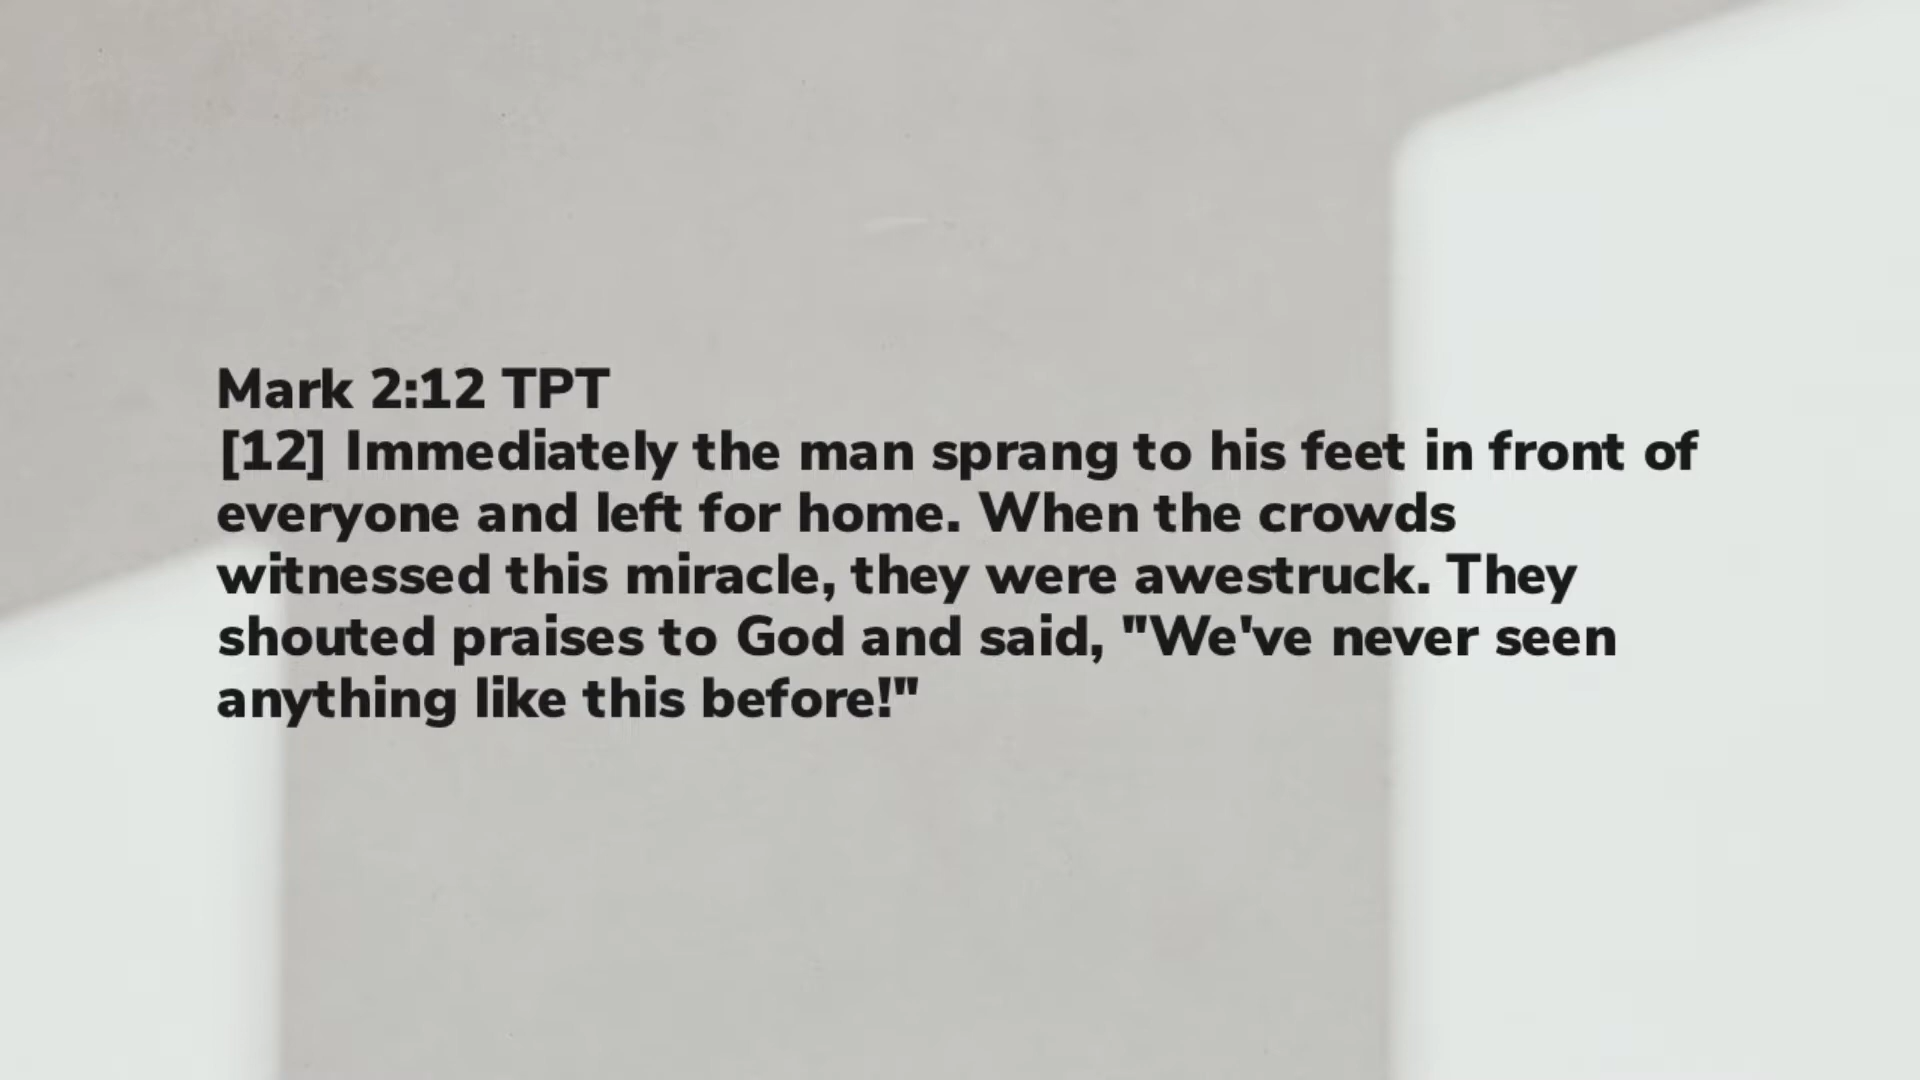 Mark 2:12 TPT
[12] Immediately the man sprang to his feet in front of
everyone and left for home. When the crowds
witnessed this miracle, they were awestruck. They
shouted praises to God and said, "We've never seen
anything like this before!"